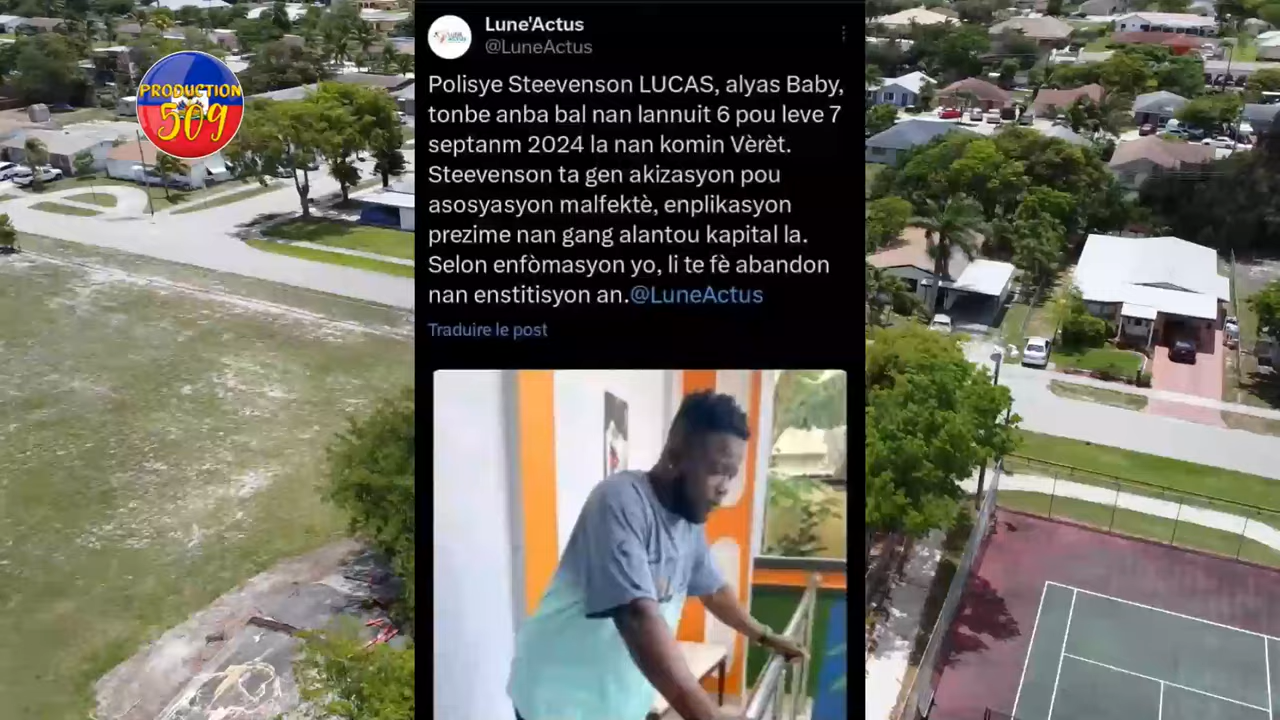 PRODUCTION
509
Lune'Actus
@LuneActus
Polisye Steevenson LUCAS, alyas Baby,
tonbe anba bal nan lannuit 6 pou leve 7
septanm 2024 la nan komin Vèrèt.
Steevenson ta gen akizasyon pou
asosyasyon malfektè, enplikasyon
prezime nan gang alantou kapital la.
Selon enfòmasyon yo, li te fè abandon
nan enstitisyon an.@LuneActus
Traduire le post